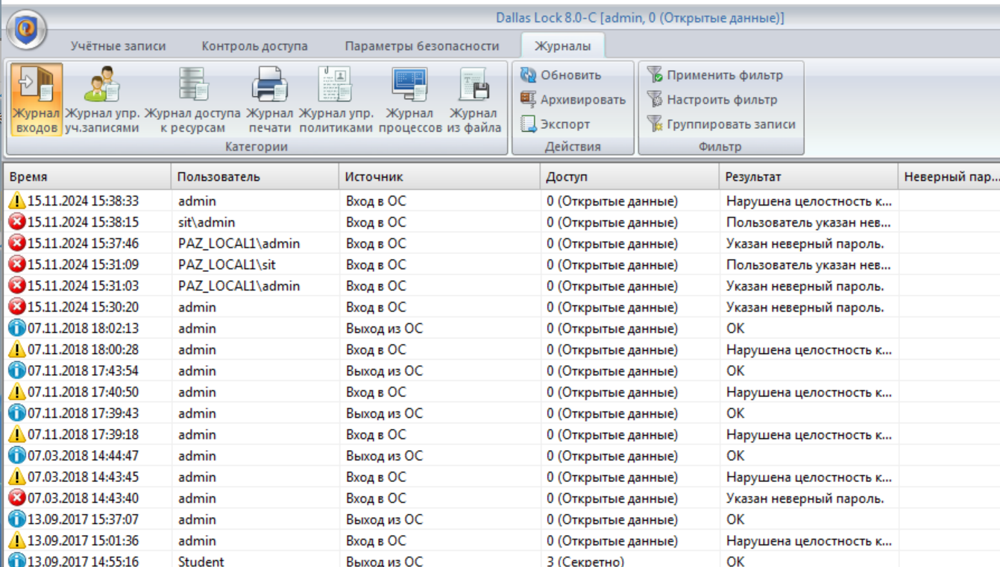 Dallas Lock 8.0-C [admin, 0 (Открытые данные)]
Учётные записи Контроль доступа Параметры безопасности Журналы
Журнал входов
Журнал упр. уч.записями
Журнал доступа к ресурсам
Журнал печати
Журнал упр. политиками
Журнал процессов
Журнал из файла
Категории
Обновить
Архивировать
Экспорт
Действия
Применить фильтр
Настроить фильтр
Группировать записи
Фильтр
Время Пользователь Источник Доступ Результат Неверный пар...
15.11.2024 15:38:33 admin Вход в ОС 0 (Открытые данные) Нарушена целостность к...
15.11.2024 15:38:15 sit\admin Вход в ОС 0 (Открытые данные) Пользователь указан нев...
15.11.2024 15:37:46 PAZ_LOCAL1\admin Вход в ОС 0 (Открытые данные) Указан неверный пароль.
15.11.2024 15:31:09 PAZ_LOCAL1\sit Вход в ОС 0 (Открытые данные) Пользователь указан нев...
15.11.2024 15:31:03 PAZ_LOCAL1\admin Вход в ОС 0 (Открытые данные) Указан неверный пароль.
15.11.2024 15:30:20 admin Вход в ОС 0 (Открытые данные) Указан неверный пароль.
07.11.2018 18:02:13 admin Выход из ОС 0 (Открытые данные) ОК
07.11.2018 18:00:28 admin Вход в ОС 0 (Открытые данные) Нарушена целостность к...
07.11.2018 17:43:54 admin Выход из ОС 0 (Открытые данные) ОК
07.11.2018 17:40:50 admin Вход в ОС 0 (Открытые данные) Нарушена целостность к...
07.11.2018 17:39:43 admin Выход из ОС 0 (Открытые данные) ОК
07.11.2018 17:39:18 admin Вход в ОС 0 (Открытые данные) Нарушена целостность к...
07.03.2018 14:44:47 admin Выход из ОС 0 (Открытые данные) ОК
07.03.2018 14:43:45 admin Вход в ОС 0 (Открытые данные) Нарушена целостность к...
07.03.2018 14:43:40 admin Вход в ОС 0 (Открытые данные) Указан неверный пароль.
13.09.2017 15:37:07 admin Выход из ОС 0 (Открытые данные) ОК
13.09.2017 15:01:36 admin Вход в ОС 0 (Открытые данные) Нарушена целостность к...
13.09.2017 14:55:16 Student Выход из ОС 3 (Секретно) ОК